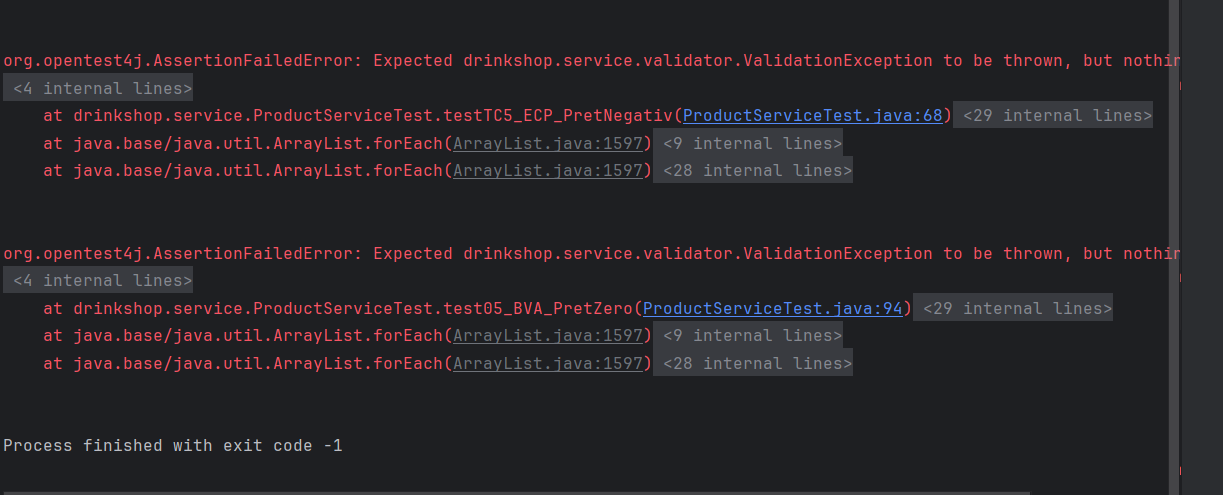 org.opentest4j.AssertionFailedError: Expected drinkshop.service.validator.ValidationException to be thrown, but
<4 internal lines>
at drinkshop.service.ProductServiceTest.testTC5_ECP_PretNegativ(ProductServiceTest.java:68) <29 internal lines>
at java.base/java.util.ArrayList.forEach(ArrayList.java:1597) <9 internal lines>
at java.base/java.util.ArrayList.forEach(ArrayList.java:1597) <28 internal lines>
org.opentest4j.AssertionFailedError: Expected drinkshop.service.validator.ValidationException to be thrown, but
<4 internal lines>
at drinkshop.service.ProductServiceTest.test05_BVA_PretZero(ProductServiceTest.java:94) <29 internal lines>
at java.base/java.util.ArrayList.forEach(ArrayList.java:1597) <9 internal lines>
at java.base/java.util.ArrayList.forEach(ArrayList.java:1597) <28 internal lines>
Process finished with exit code -1